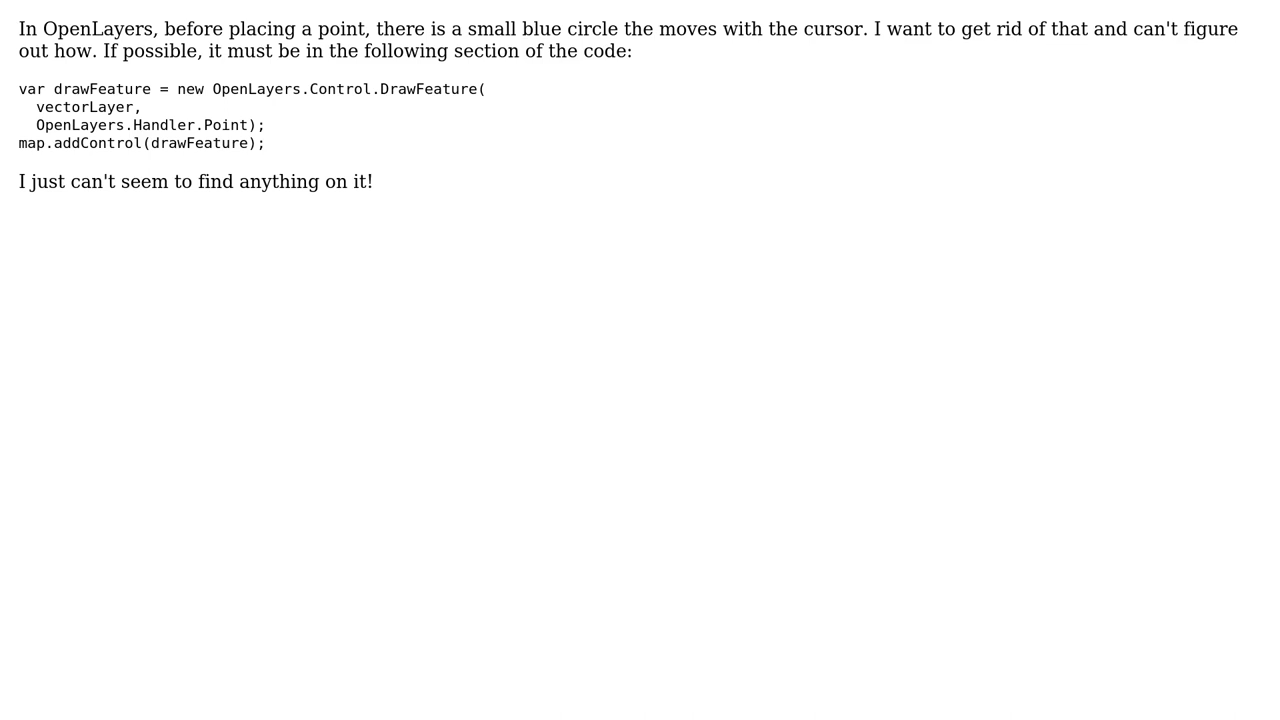 In OpenLayers, before placing a point, there is a small blue circle the moves with the cursor. I want to get rid of that and can't figure
out how. If possible, it must be in the following section of the code:
var drawFeature = new OpenLayers.Control.DrawFeature(
  vectorLayer,
  OpenLayers.Handler.Point);
map.addControl(drawFeature);
I just can't seem to find anything on it!